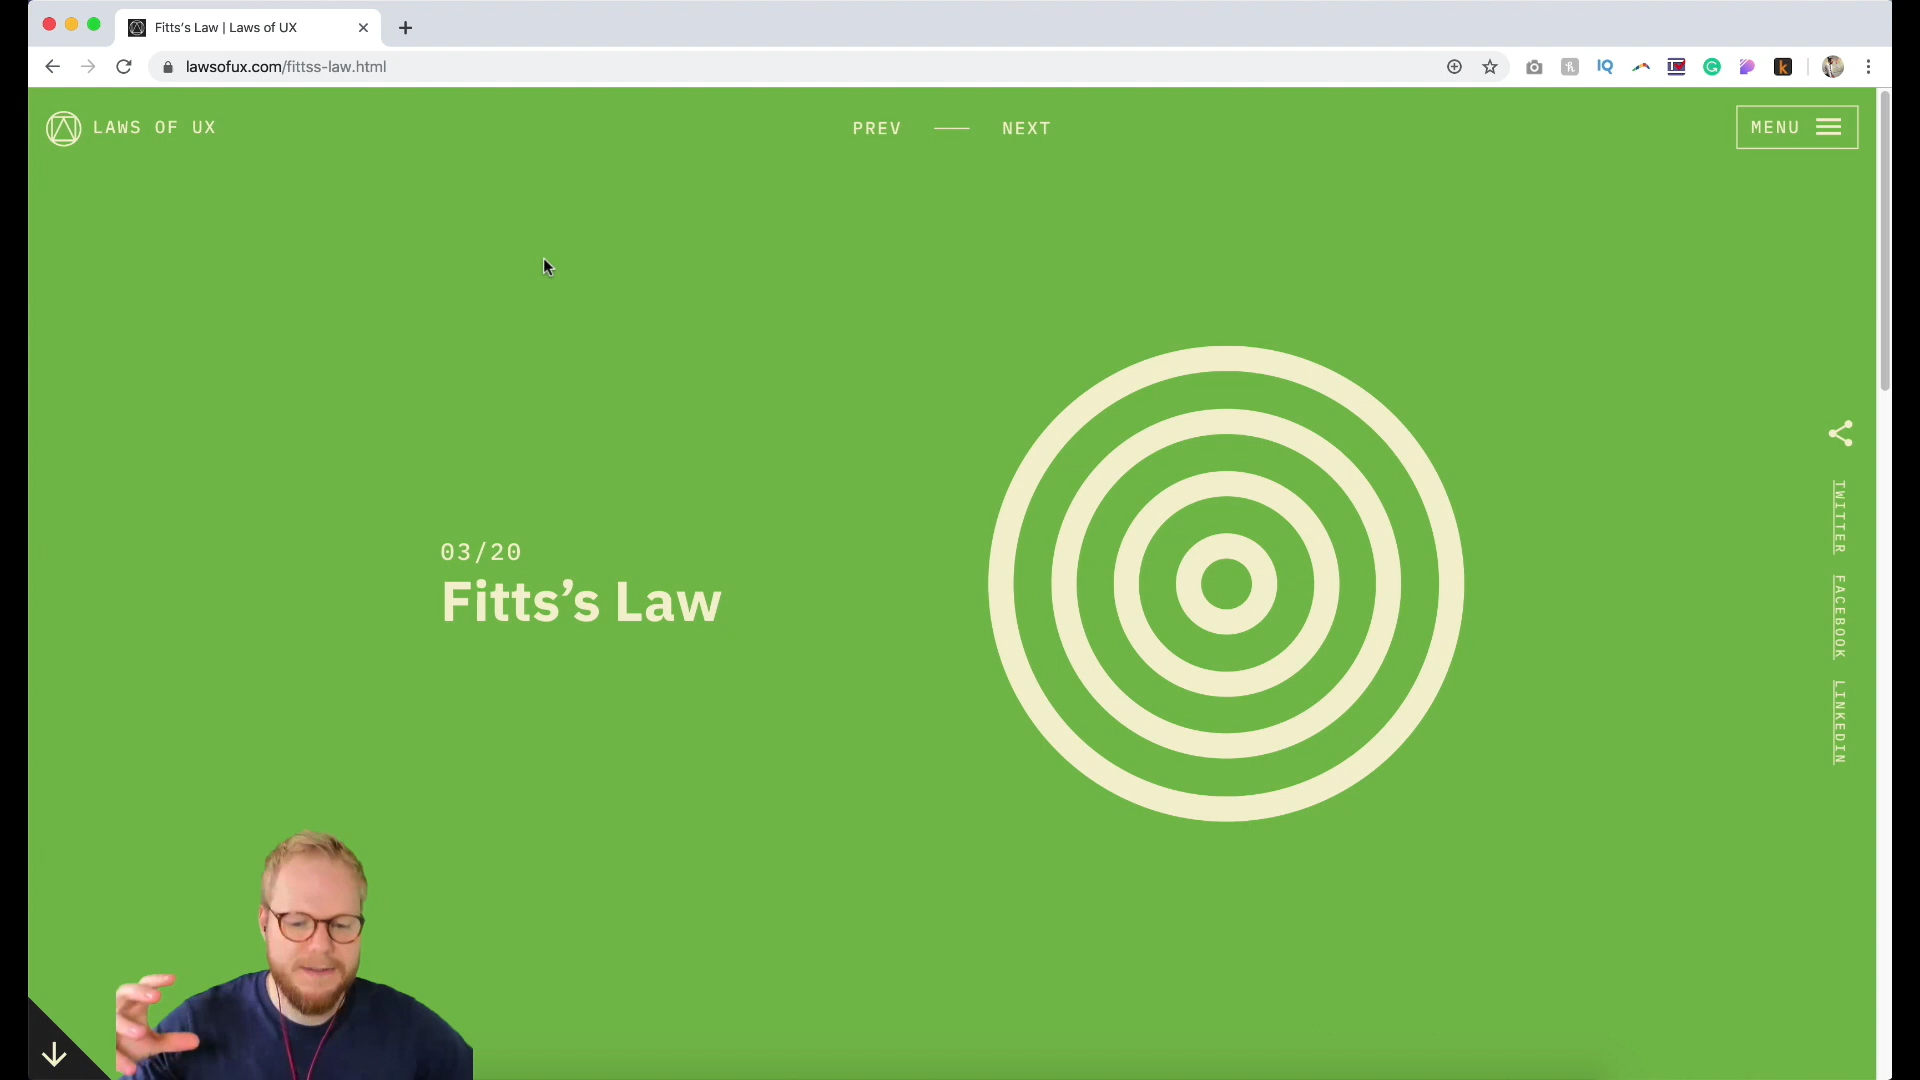 Fitts's Law | Laws of UX
lawsofux.com/fittss-law.html
LAWS OF UX
PREV
NEXT
MENU
03/20
Fitts’s Law
TWITTER
FACEBOOK
LINKEDIN